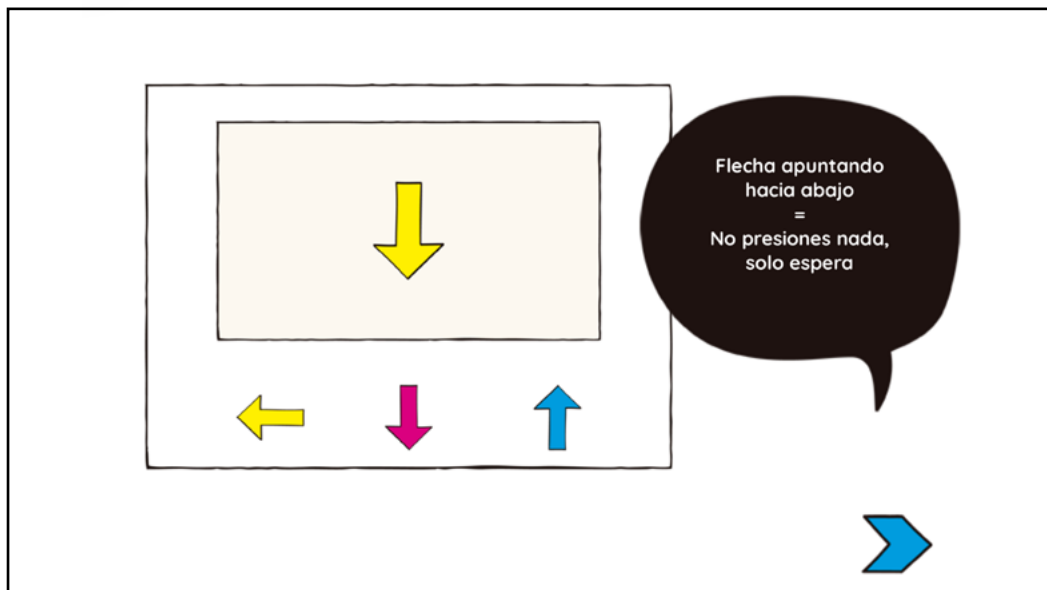 Flecha apuntando
hacia abajo
=
No presiones nada,
solo espera